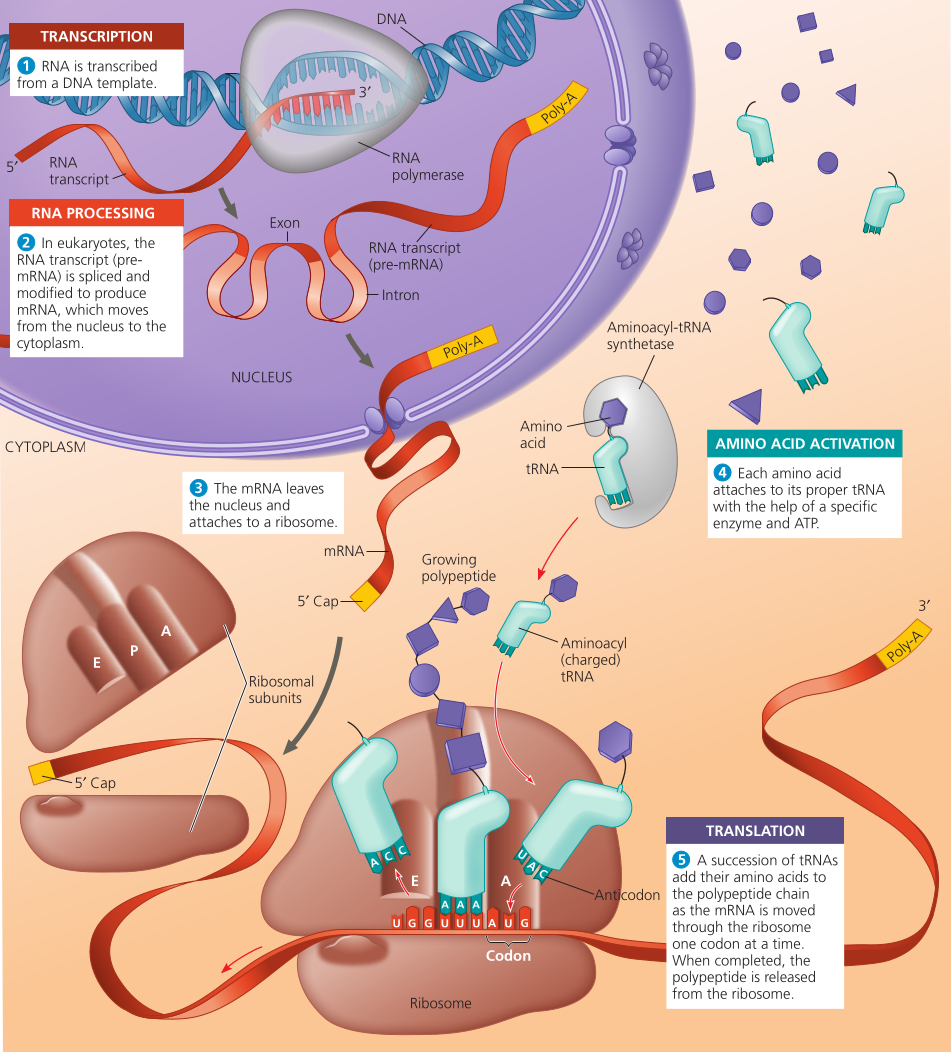 TRANSCRIPTION
1 RNA is transcribed
from a DNA template.
DNA
3′
5′
RNA
transcript
RNA
polymerase
Poly-A
RNA PROCESSING
2 In eukaryotes, the
RNA transcript (pre-
mRNA) is spliced and
modified to produce
mRNA, which moves
from the nucleus to the
cytoplasm.
Exon
RNA transcript
(pre-mRNA)
Intron
NUCLEUS
Poly-A
CYTOPLASM
Aminoacyl-tRNA
synthetase
Amino
acid
tRNA
AMINO ACID ACTIVATION
4 Each amino acid
attaches to its proper tRNA
with the help of a specific
enzyme and ATP.
3 The mRNA leaves
the nucleus and
attaches to a ribosome.
mRNA
5′ Cap
Growing
polypeptide
Aminoacyl
(charged)
tRNA
3′
Poly-A
E
P
A
Ribosomal
subunits
5′ Cap
A C C
U A C
E
A
Anticodon
A A A
U G G U U U A U G
Codon
Ribosome
TRANSLATION
5 A succession of tRNAs
add their amino acids to
the polypeptide chain
as the mRNA is moved
through the ribosome
one codon at a time.
When completed, the
polypeptide is released
from the ribosome.